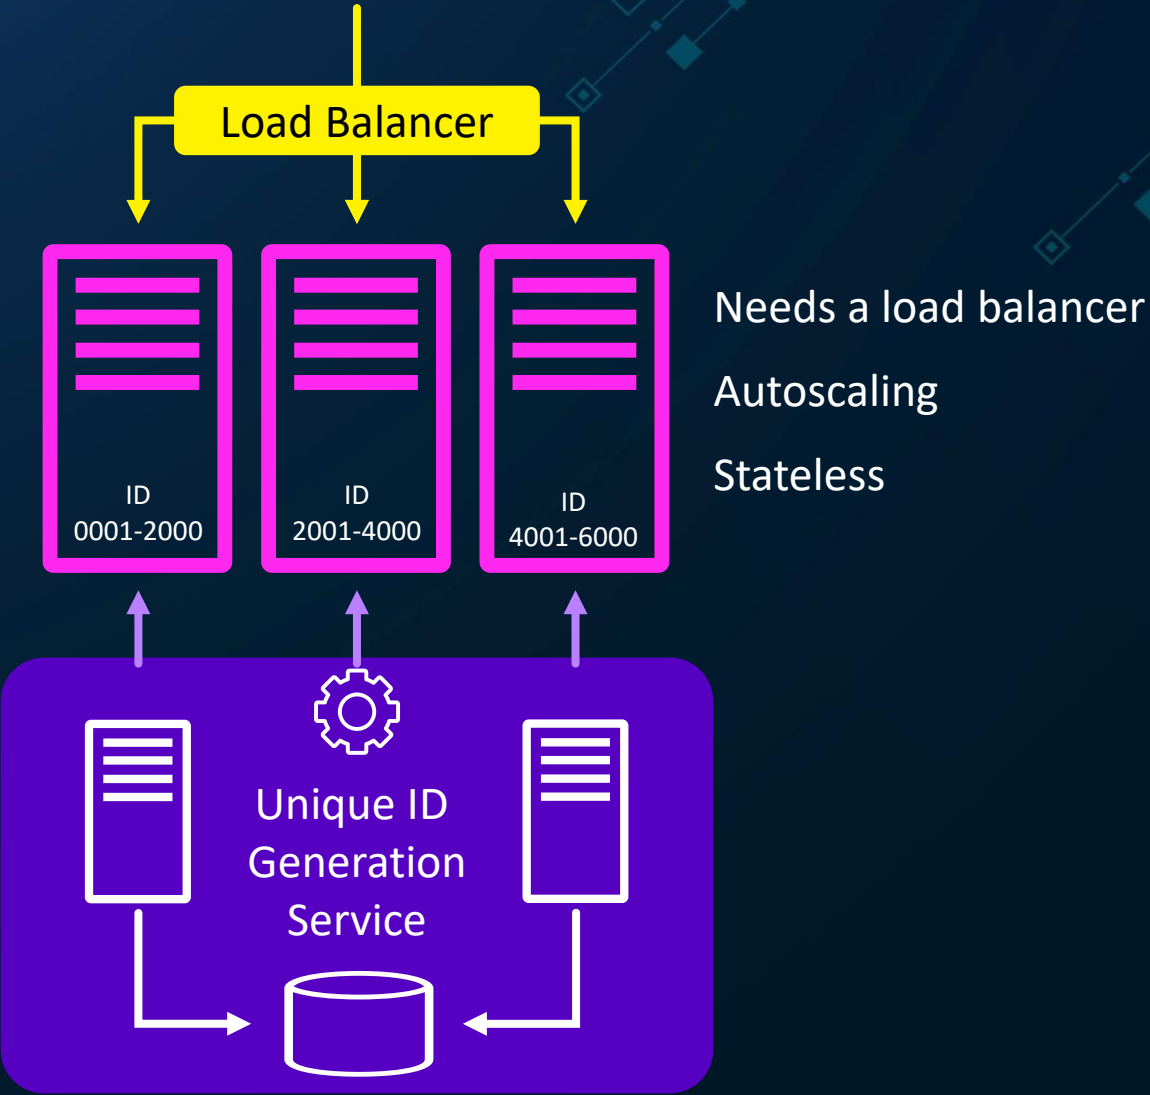 Load Balancer
Needs a load balancer
Autoscaling
Stateless
ID
0001-2000
ID
2001-4000
ID
4001-6000
Unique ID
Generation
Service